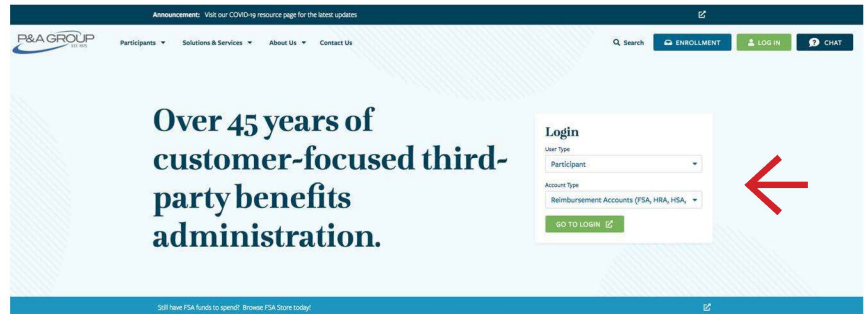 Announcement: Visit our COVID-19 resource page for the latest updates
P&A GROUP
EST. 1975
Participants
Solutions & Services
About Us
Contact Us
Search
ENROLLMENT
LOG IN
CHAT
Over 45 years of
customer-focused third-
party benefits
administration.
Login
User Type
Participant
Account Type
Reimbursement Accounts (FSA, HRA, HSA,
GO TO LOGIN
Still have FSA funds to spend? Browse FSA Store today!